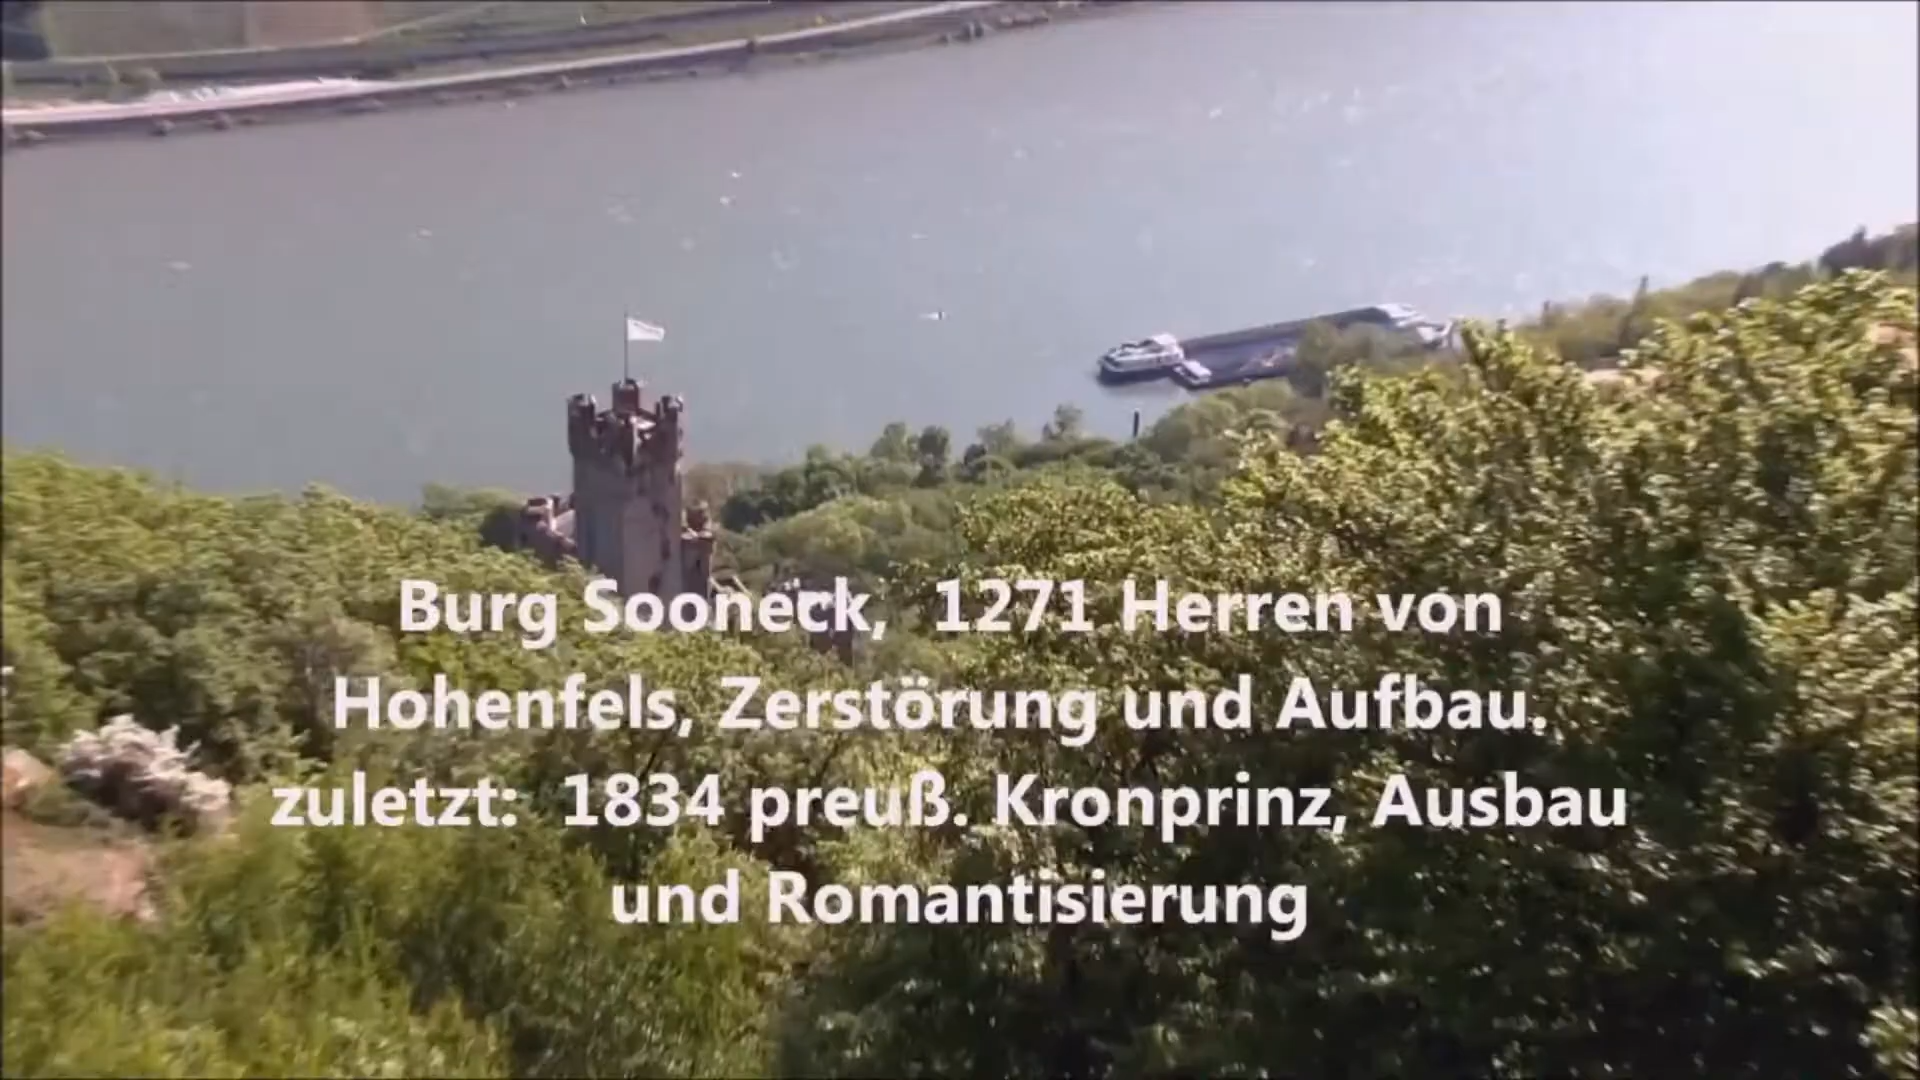 Burg Sooneck,  1271 Herren von
Hohenfels, Zerstörung und Aufbau.
zuletzt:  1834 preuß. Kronprinz, Ausbau
und Romantisierung